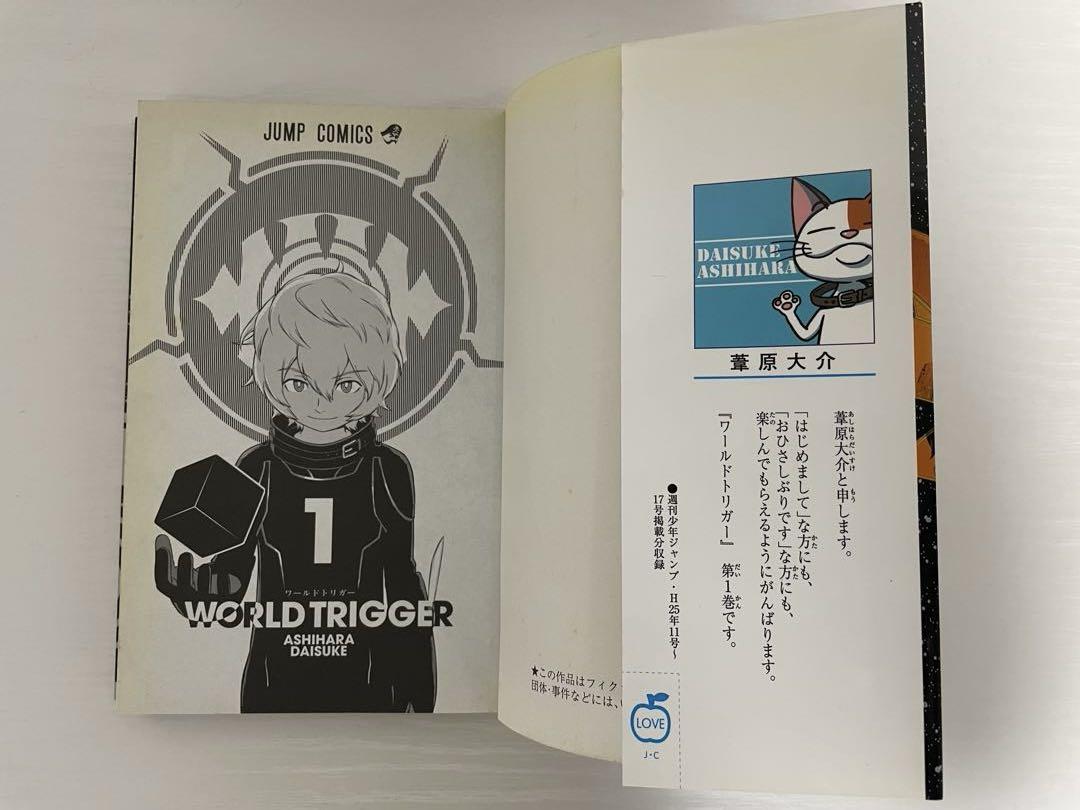 JUMP COMICS
1
ワールドトリガー
WORLD TRIGGER
ASHIHARA
DAISUKE
★この作品はフィク
団体・事件などには、
DAISUKE
ASHIHARA
葦原大介
葦原大介と申します。
「はじめまして」な方にも、
「おひさしぶりです」な方にも、
楽しんでもらえるようにがんばります。
『ワールドトリガー』第1巻です。
●週刊少年ジャンプ・H25年11号〜
17号掲載分収録
LOVE
J・C